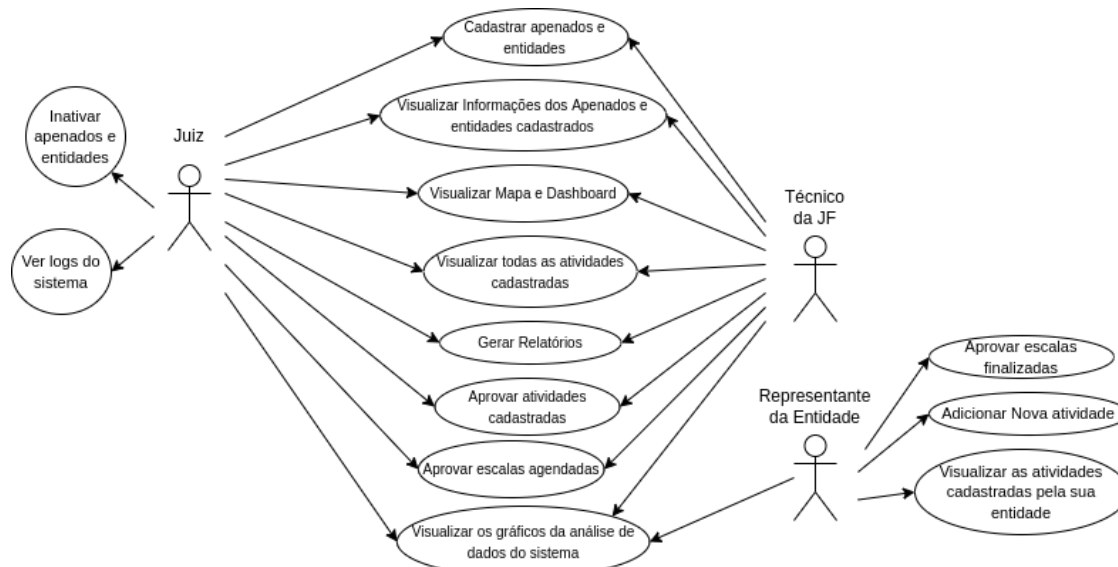 Cadastrar apenados e
entidades
Inativar
apenados e
entidades
Juiz
Visualizar Informações dos Apenados e
entidades cadastrados
Visualizar Mapa e Dashboard
Técnico
da JF
Ver logs do
sistema
Visualizar todas as atividades
cadastradas
Gerar Relatórios
Aprovar escalas
finalizadas
Aprovar atividades
cadastradas
Representante
da Entidade
Adicionar Nova atividade
Aprovar escalas agendadas
Visualizar as atividades
cadastradas pela sua
entidade
Visualizar os gráficos da análise de
dados do sistema